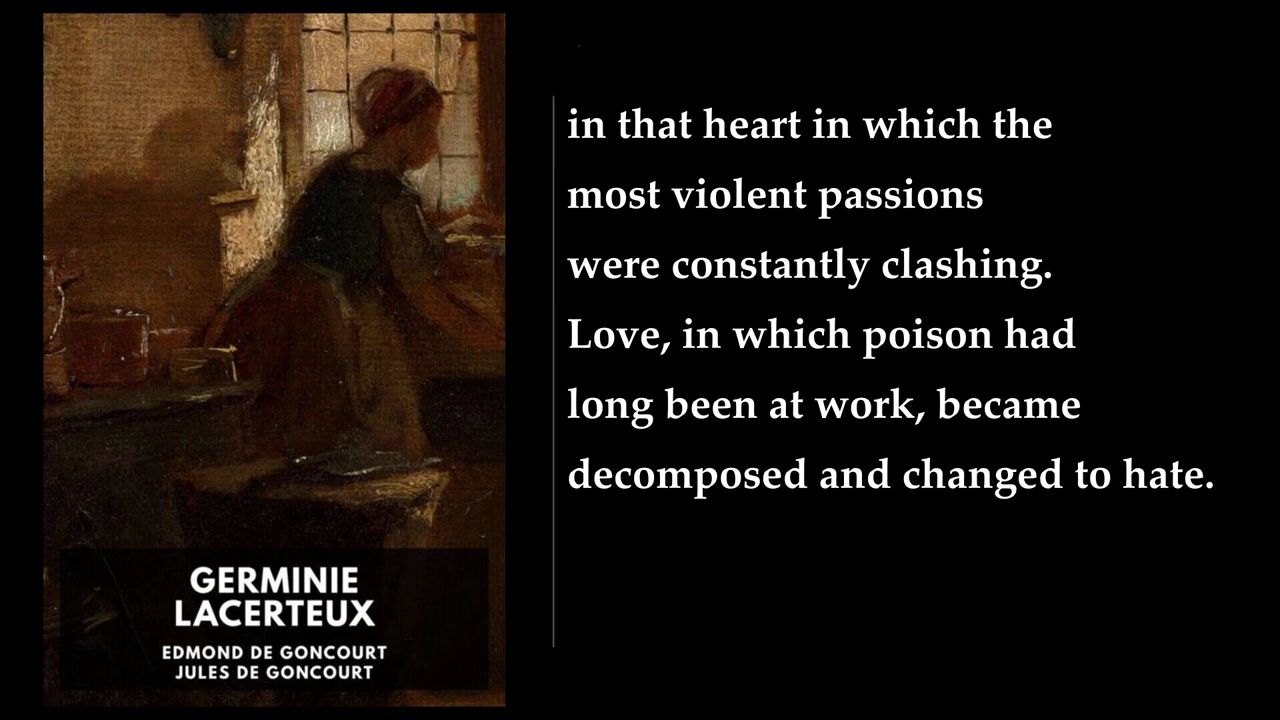 in that heart in which the
most violent passions
were constantly clashing.
Love, in which poison had
long been at work, became
decomposed and changed to hate.
GERMINIE
LACERTEUX
EDMOND DE GONCOURT
JULES DE GONCOURT